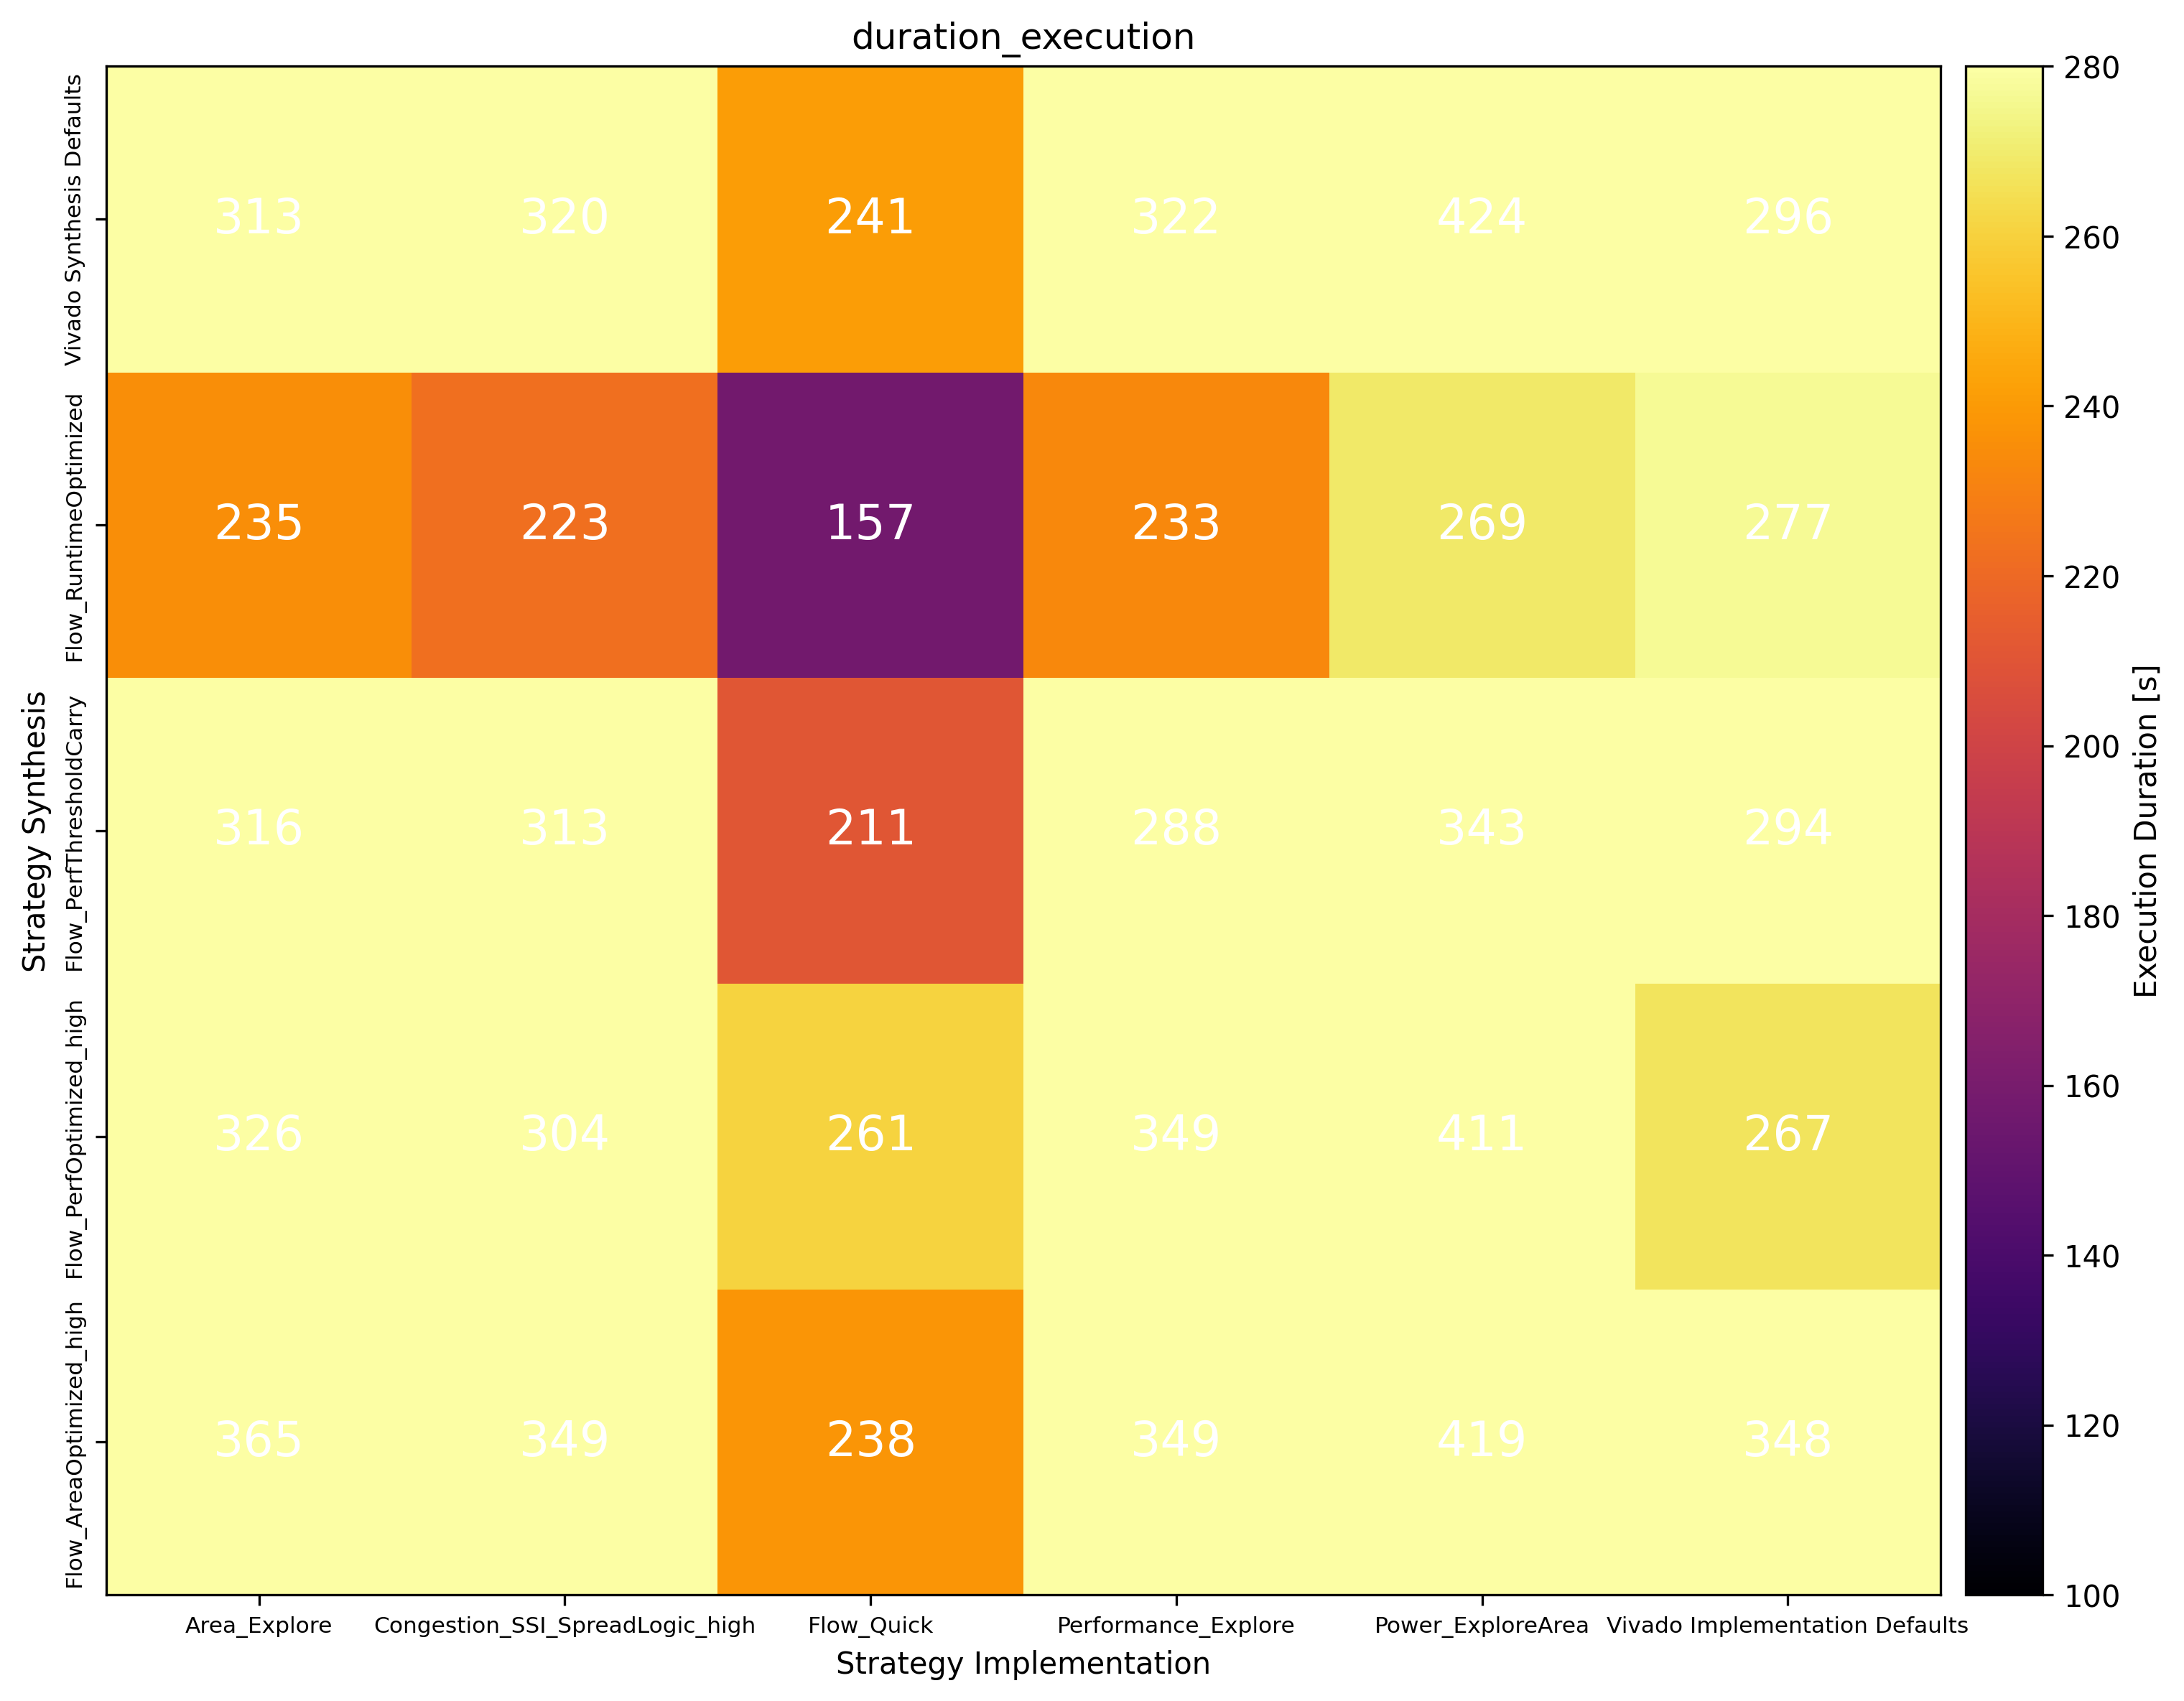 duration_execution
Strategy Synthesis
Vivado Synthesis Defaults
313 320 241 322 424 296
Flow_RuntimeOptimized
235 223 157 233 269 277
Flow_PerfThresholdCarry
316 313 211 288 343 294
Flow_PerfOptimized_high
326 304 261 349 411 267
Flow_AreaOptimized_high
365 349 238 349 419 348
Area_Explore Congestion_SSI_SpreadLogic_high Flow_Quick Performance_Explore Power_ExploreArea Vivado Implementation Defaults
Strategy Implementation
280
260
240
220
200
180
160
140
120
100
Execution Duration [s]